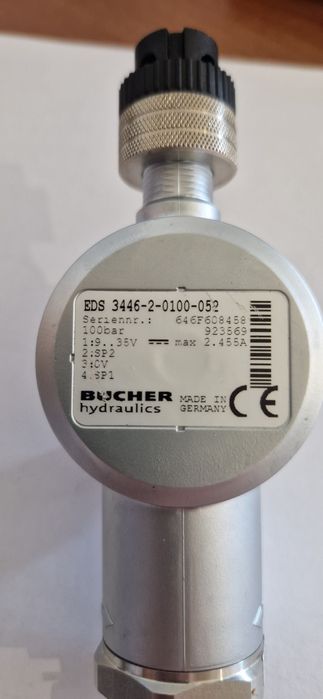 EDS 3446-2-0100-052
Seriennr.: 646F608458
100bar 923569
1:9..35V max 2.455A
2:SP2
3:0V
4:SP1
BUCHER hydraulics
MADE IN GERMANY CE